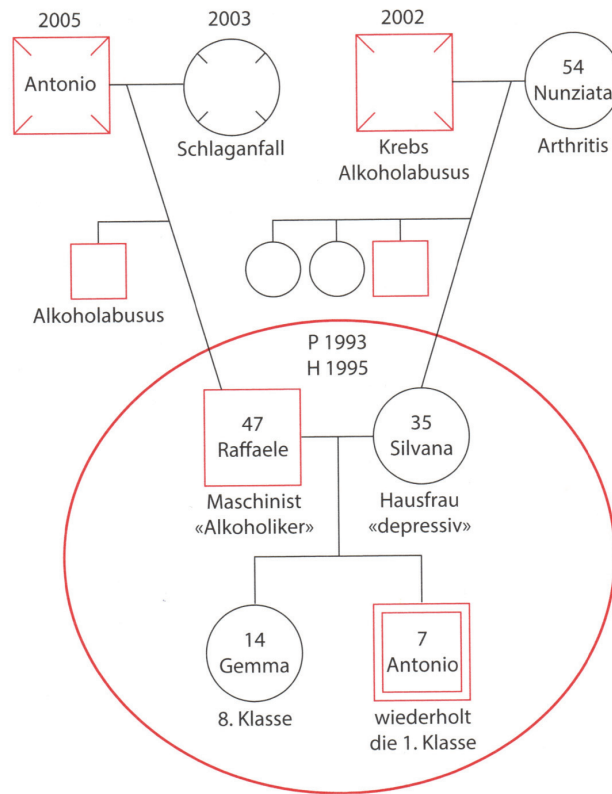 2005
2003
2002
Antonio
54
Nunziata
Schlaganfall
Krebs
Alkoholabusus
Arthritis
Alkoholabusus
P 1993
H 1995
47
Raffaele
35
Silvana
Maschinist
«Alkoholiker»
Hausfrau
«depressiv»
14
Gemma
7
Antonio
8. Klasse
wiederholt
die 1. Klasse